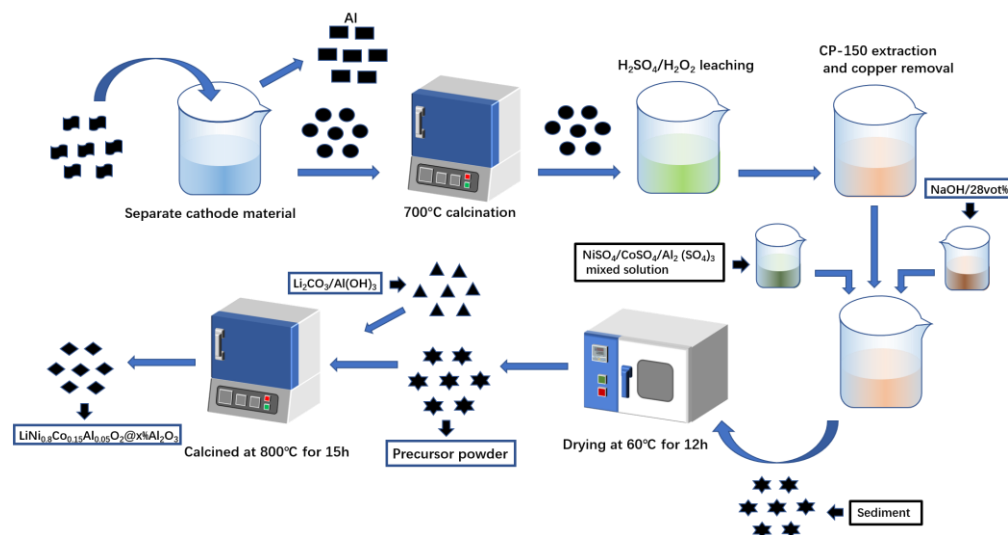 Al
H₂SO₄/H₂O₂ leaching
CP-150 extraction
and copper removal
Separate cathode material
700℃ calcination
NaOH/28vot%
NiSO₄/CoSO₄/Al₂ (SO₄)₃
mixed solution
Li₂CO₃/Al(OH)₃
LiNi₀.₈Co₀.₁₅Al₀.₀₅O₂@x%Al₂O₃
Calcined at 800℃ for 15h
Precursor powder
Drying at 60℃ for 12h
Sediment